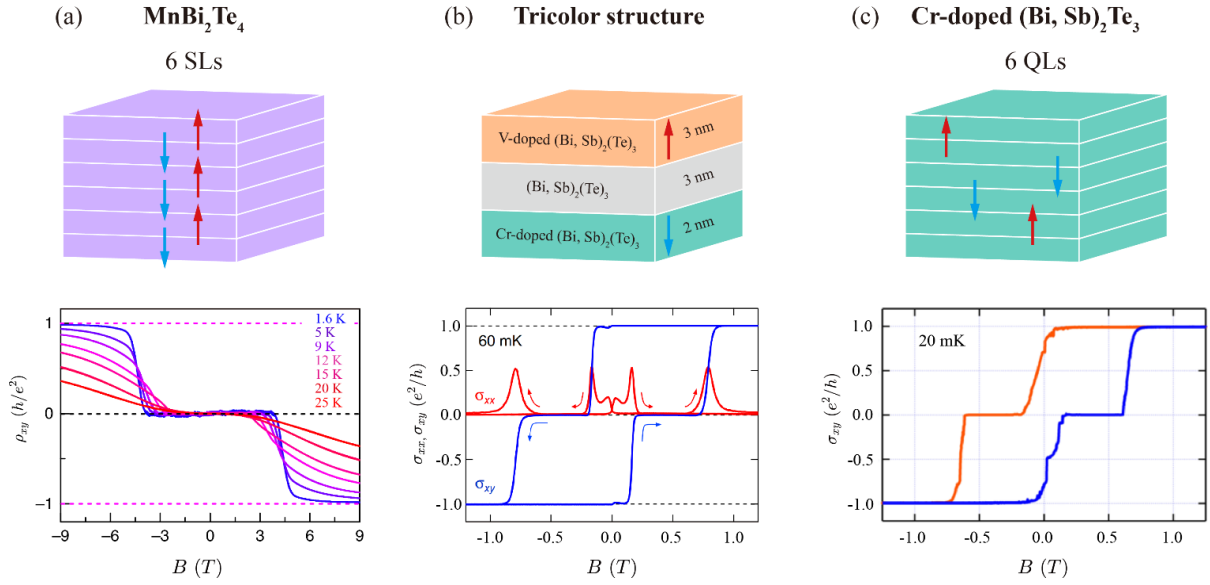 (a) MnBi₂Te₄
6 SLs
(b) Tricolor structure
V-doped (Bi, Sb)₂(Te)₃
3 nm
(Bi, Sb)₂(Te)₃
3 nm
Cr-doped (Bi, Sb)₂(Te)₃
2 nm
(c) Cr-doped (Bi, Sb)₂Te₃
6 QLs
ρxy (h/e²)
1
0
−1
1.6 K
5 K
9 K
12 K
15 K
20 K
25 K
−9 −6 −3 0 3 6 9
B (T)
σxx, σxy (e²/h)
1.0
0.5
0.0
-0.5
-1.0
60 mK
σxx
σxy
-1.0 -0.5 0.0 0.5 1.0
B (T)
σxy (e²/h)
1.0
0.5
0.0
-0.5
-1.0
20 mK
-1.0 -0.5 0.0 0.5 1.0
B (T)